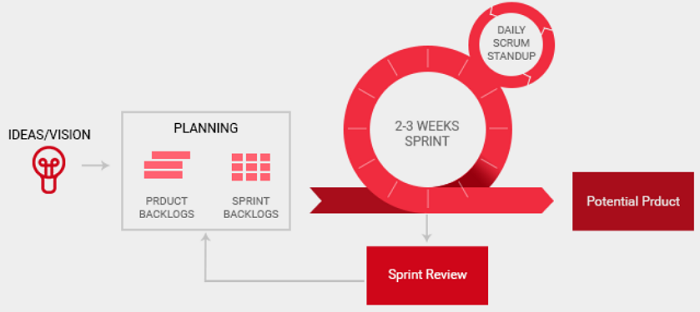 IDEAS/VISION
PLANNING
PRDUCT
BACKLOGS
SPRINT
BACKLOGS
2-3 WEEKS
SPRINT
DAILY
SCRUM
STANDUP
Sprint Review
Potential Prduct